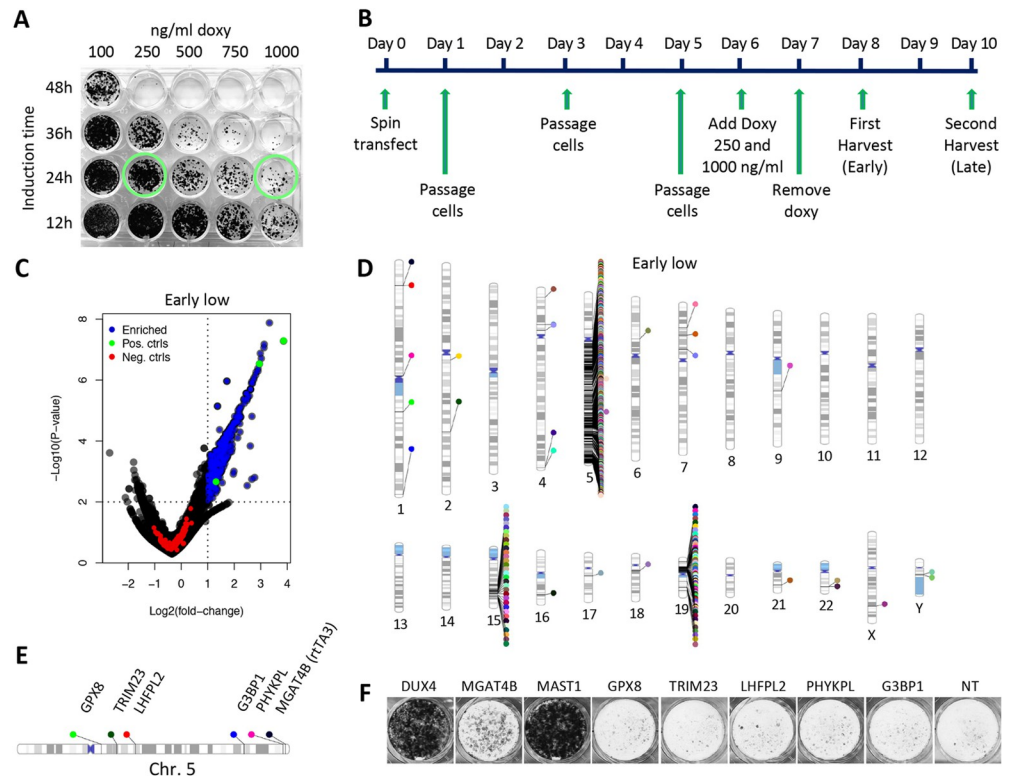 A
ng/ml doxy
100 250 500 750 1000
Induction time
48h
36h
24h
12h
B
Day 0 Day 1 Day 2 Day 3 Day 4 Day 5 Day 6 Day 7 Day 8 Day 9 Day 10
Spin
transfect
Passage
cells
Passage
cells
Passage
cells
Add Doxy
250 and
1000 ng/ml
Remove
doxy
First
Harvest
(Early)
Second
Harvest
(Late)
C
Early low
Enriched
Pos. ctrls
Neg. ctrls
−Log10(P-value)
8
6
4
2
0
−2 −1 0 1 2 3 4
Log2(fold−change)
D
Early low
1 2 3 4 5 6 7 8 9 10 11 12
13 14 15 16 17 18 19 20 21 22 X Y
E
GPX8
TRIM23
LHFPL2
G3BP1
PHYKPL
MGAT4B (rtTA3)
Chr. 5
F
DUX4 MGAT4B MAST1 GPX8 TRIM23 LHFPL2 PHYKPL G3BP1 NT